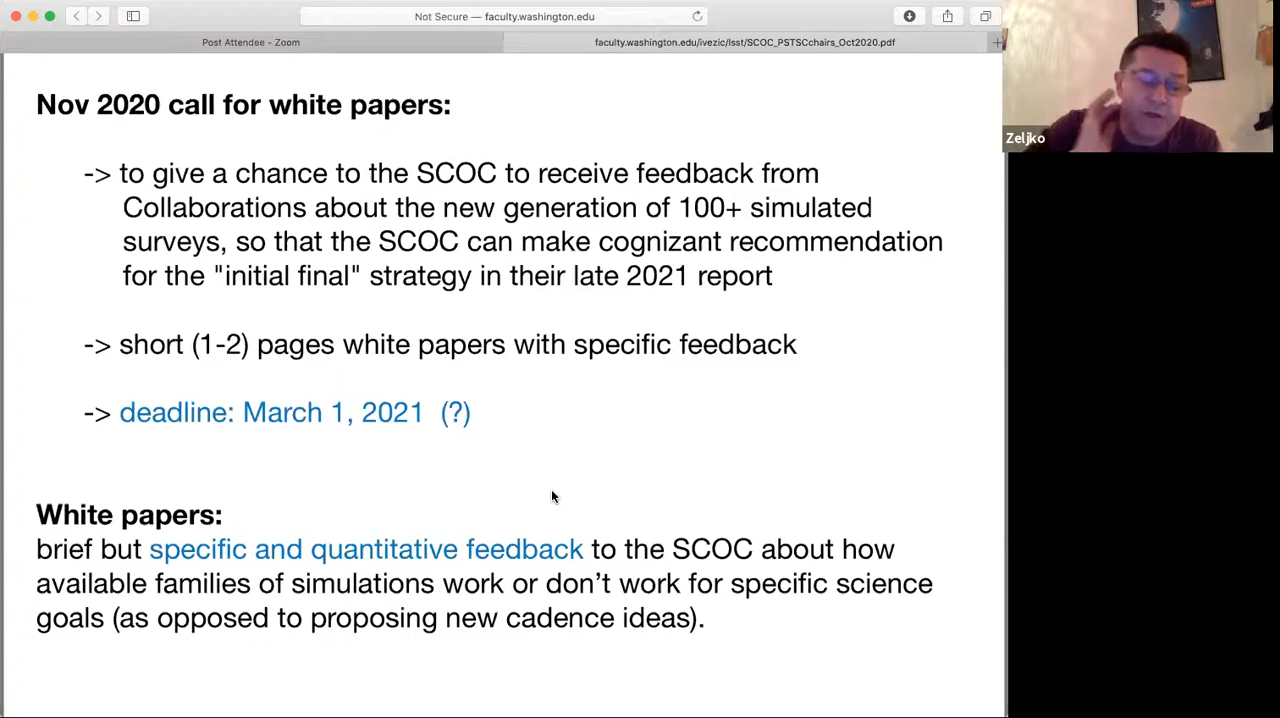 Not Secure — faculty.washington.edu
Post Attendee - Zoom
faculty.washington.edu/ivezic/lsst/SCOC_PSTSCchairs_Oct2020.pdf
Zeljko
Nov 2020 call for white papers:
-> to give a chance to the SCOC to receive feedback from
Collaborations about the new generation of 100+ simulated
surveys, so that the SCOC can make cognizant recommendation
for the "initial final" strategy in their late 2021 report
-> short (1-2) pages white papers with specific feedback
-> deadline: March 1, 2021 (?)
White papers:
brief but specific and quantitative feedback to the SCOC about how
available families of simulations work or don’t work for specific science
goals (as opposed to proposing new cadence ideas).